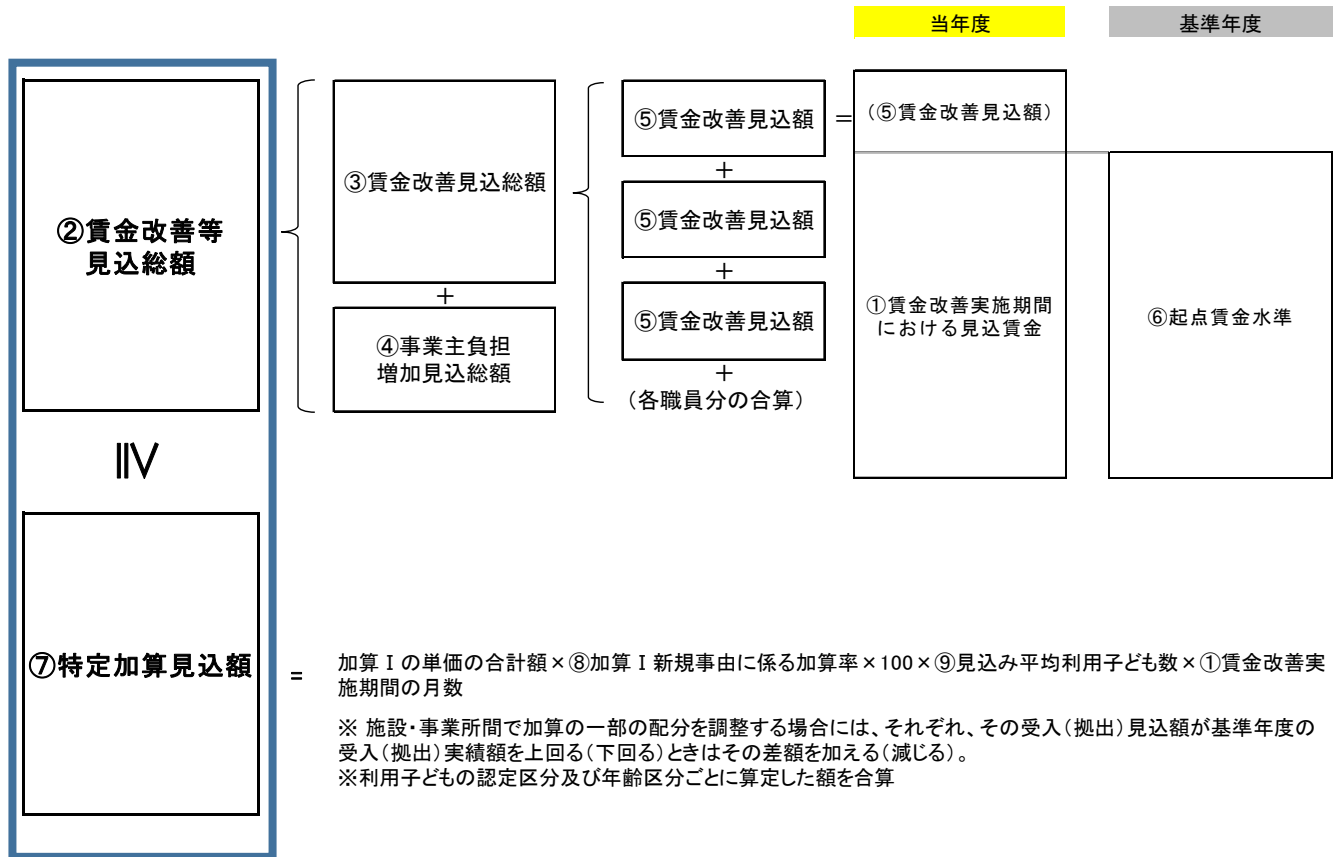 当年度
基準年度
②賃金改善等
見込総額
③賃金改善見込総額
+
④事業主負担
増加見込総額
⑤賃金改善見込額
+
⑤賃金改善見込額
+
⑤賃金改善見込額
+
(各職員分の合算)
=
(⑤賃金改善見込額)
①賃金改善実施期間
における見込賃金
⑥起点賃金水準
≧
⑦特定加算見込額
=
加算Ⅰの単価の合計額×⑧加算Ⅰ新規事由に係る加算率×100×⑨見込み平均利用子ども数×①賃金改善実
施期間の月数
※ 施設・事業所間で加算の一部の配分を調整する場合には、それぞれ、その受入(拠出)見込額が基準年度の
受入(拠出)実績額を上回る(下回る)ときはその差額を加える(減じる)。
※利用子どもの認定区分及び年齢区分ごとに算定した額を合算